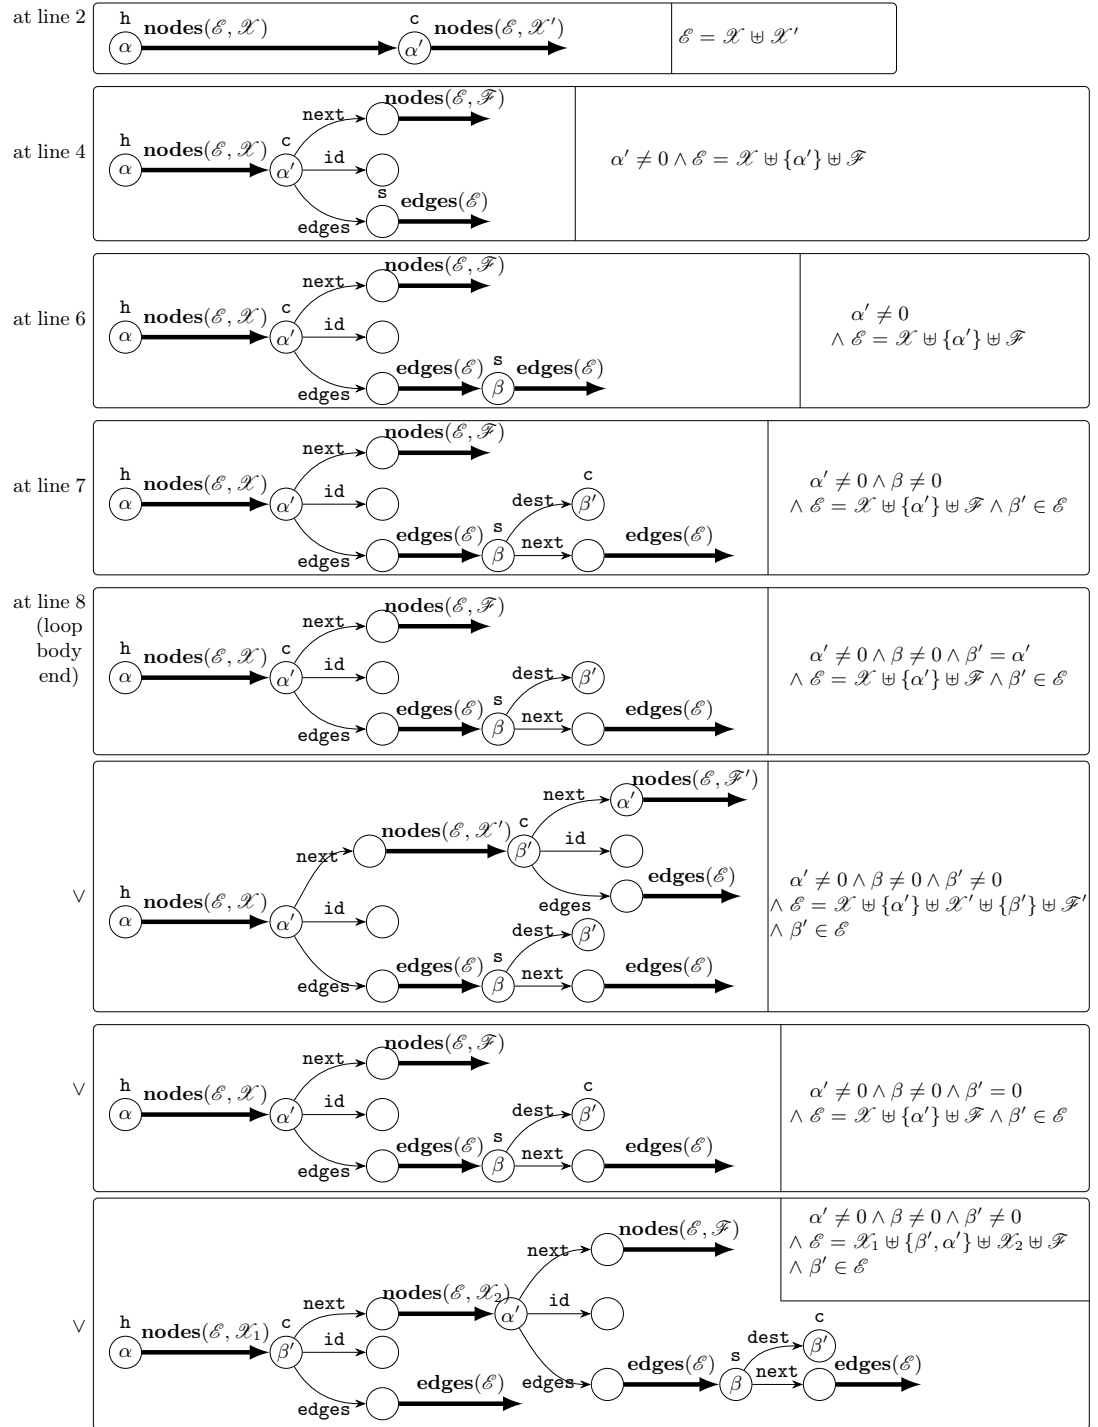 at line 2
h nodes(ℰ, 𝒳) c nodes(ℰ, 𝒳′)
α α′
ℰ = 𝒳 ⊎ 𝒳′
at line 4
nodes(ℰ, ℱ)
next
h nodes(ℰ, 𝒳) c id
α α′
s edges(ℰ)
edges
α′ ≠ 0 ∧ ℰ = 𝒳 ⊎ {α′} ⊎ ℱ
at line 6
nodes(ℰ, ℱ)
next
h nodes(ℰ, 𝒳) c id
α α′
edges(ℰ) s edges(ℰ)
edges β
α′ ≠ 0
∧ ℰ = 𝒳 ⊎ {α′} ⊎ ℱ
at line 7
nodes(ℰ, ℱ)
next
h nodes(ℰ, 𝒳) id dest c
α α′ β′
edges(ℰ) s next edges(ℰ)
edges β
α′ ≠ 0 ∧ β ≠ 0
∧ ℰ = 𝒳 ⊎ {α′} ⊎ ℱ ∧ β′ ∈ ℰ
at line 8
(loop
body
end)
nodes(ℰ, ℱ)
next
h nodes(ℰ, 𝒳) c id dest
α α′ β′
edges(ℰ) s next edges(ℰ)
edges β
α′ ≠ 0 ∧ β ≠ 0 ∧ β′ = α′
∧ ℰ = 𝒳 ⊎ {α′} ⊎ ℱ ∧ β′ ∈ ℰ
∨
next nodes(ℰ, ℱ′)
α′
next nodes(ℰ, 𝒳′) c id
β′
edges edges(ℰ)
h nodes(ℰ, 𝒳) id
α α′
dest β′
edges(ℰ) s next edges(ℰ)
edges β
α′ ≠ 0 ∧ β ≠ 0 ∧ β′ ≠ 0
∧ ℰ = 𝒳 ⊎ {α′} ⊎ 𝒳′ ⊎ {β′} ⊎ ℱ′
∧ β′ ∈ ℰ
∨
nodes(ℰ, ℱ)
next
h nodes(ℰ, 𝒳) id dest c
α α′ β′
edges(ℰ) s next edges(ℰ)
edges β
α′ ≠ 0 ∧ β ≠ 0 ∧ β′ = 0
∧ ℰ = 𝒳 ⊎ {α′} ⊎ ℱ ∧ β′ ∈ ℰ
∨
nodes(ℰ, ℱ)
next
next nodes(ℰ, 𝒳₂) id
α′
h nodes(ℰ, 𝒳₁) c id
α β′
edges edges(ℰ)
edges edges(ℰ) s dest c
β β′
next edges(ℰ)
α′ ≠ 0 ∧ β ≠ 0 ∧ β′ ≠ 0
∧ ℰ = 𝒳₁ ⊎ {β′, α′} ⊎ 𝒳₂ ⊎ ℱ
∧ β′ ∈ ℰ